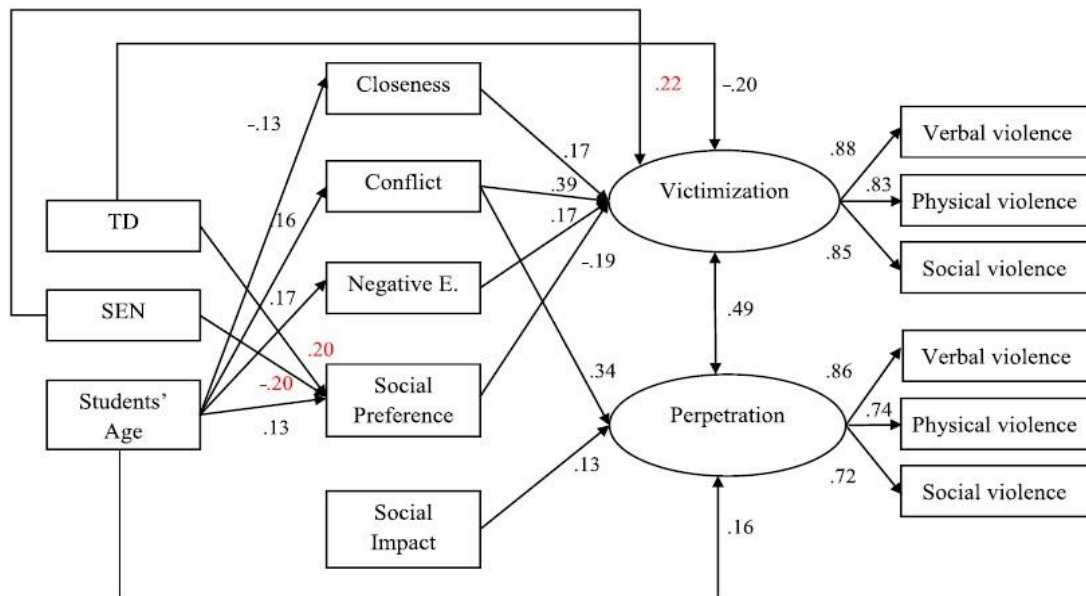 .22
-.20
Closeness
-.13
Verbal violence
.88
.17
Conflict
.39
Victimization
.83
Physical violence
TD
.16
.17
-.19
.85
Social violence
Negative E.
.17
SEN
.49
.20
Verbal violence
-.20
Social
Preference
.34
.86
Students’
Age
.13
Perpetration
.74
Physical violence
.13
.72
Social violence
Social
Impact
.16